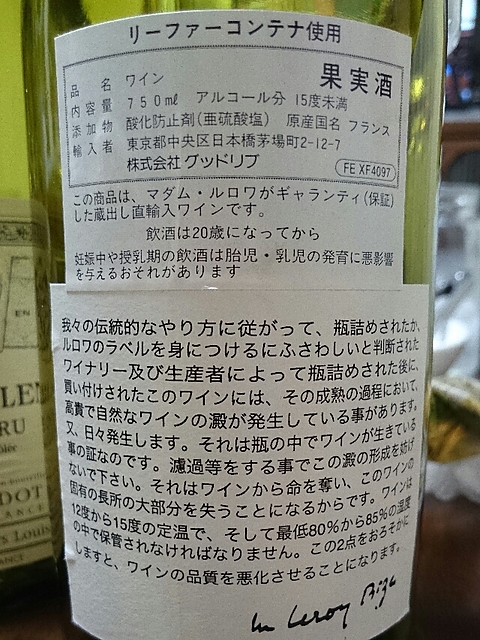 リーファーコンテナ使用
果実酒
品名 ワイン
内容量 750ml アルコール分 15度未満
添加物 酸化防止剤(亜硫酸塩) 原産国名 フランス
輸入者 東京都中央区日本橋茅場町2-12-7
株式会社 グッドリブ
FE XF4097
この商品は、マダム・ルロワがギャランティ(保証)
した蔵出し直輸入ワインです。
飲酒は20歳になってから
妊娠中や授乳期の飲酒は胎児・乳児の発育に悪影響
を与えるおそれがあります
我々の伝統的なやり方に従がって、瓶詰めされたか、
ルロワのラベルを身につけるにふさわしいと判断された
ワイナリー及び生産者によって瓶詰めされた後に、
買い付けされたこのワインには、その成熟の過程において、
高貴で自然なワインの澱が発生している事があります。
又、日々発生します。それは瓶の中でワインが生きている
事の証なのです。濾過等をする事でこの澱の形成を妨げ
ないで下さい。それはワインから命を奪い、このワインの
固有の長所の大部分を失うことになるからです。ワインは
12度から15度の定温で、そして最低80%から85%の湿度
の中で保管されなければなりません。この2点をおろそかに
しますと、ワインの品質を悪化させることになります。
Leroy Bize
EN
LEN
RU
DOT
ANCE
s Louis